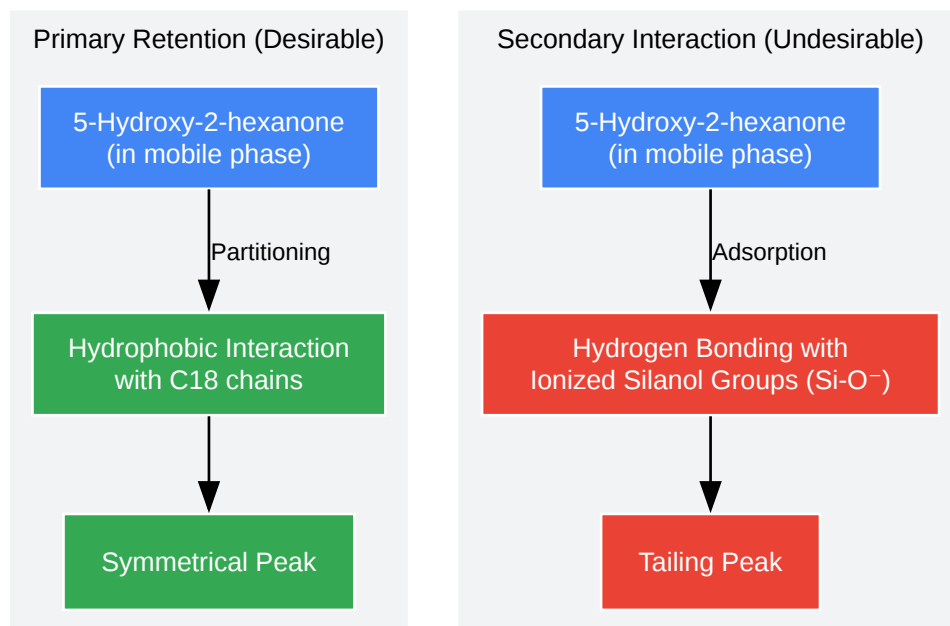 Primary Retention (Desirable)
5-Hydroxy-2-hexanone
(in mobile phase)
Partitioning
Hydrophobic Interaction
with C18 chains
Symmetrical Peak
Secondary Interaction (Undesirable)
5-Hydroxy-2-hexanone
(in mobile phase)
Adsorption
Hydrogen Bonding with
Ionized Silanol Groups (Si-O⁻)
Tailing Peak